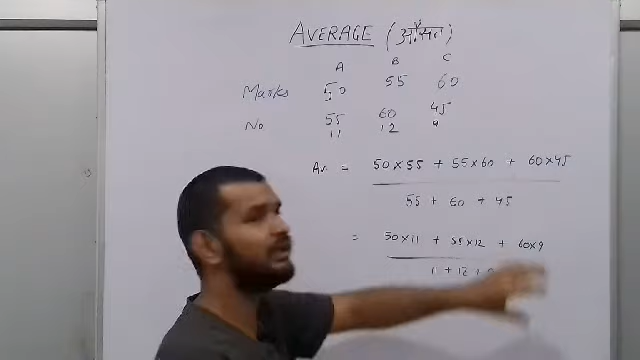 AVERAGE (औसत)
A B C
Marks 50 55 60
No 55 60 45
11 12 9
Av = 50×55 + 55×60 + 60×45
55 + 60 + 45
= 50×11 + 55×12 + 60×9
+ 12 +